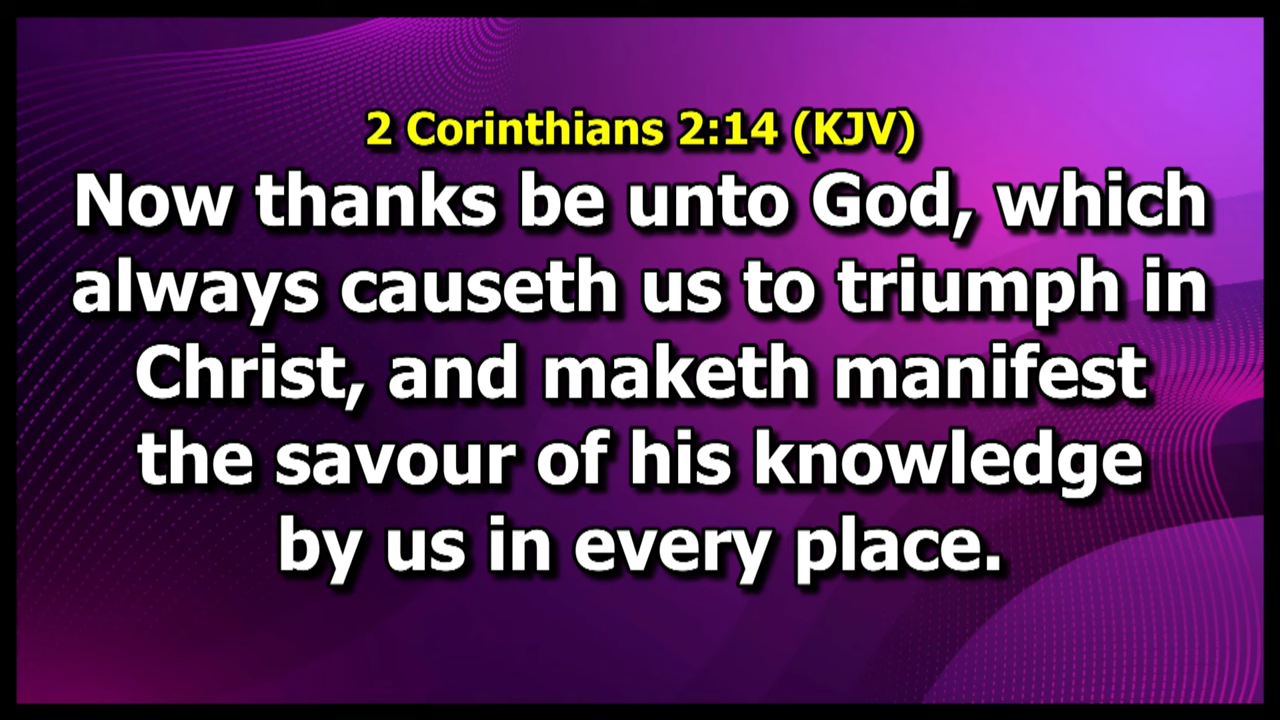 2 Corinthians 2:14 (KJV)
Now thanks be unto God, which
always causeth us to triumph in
Christ, and maketh manifest
the savour of his knowledge
by us in every place.